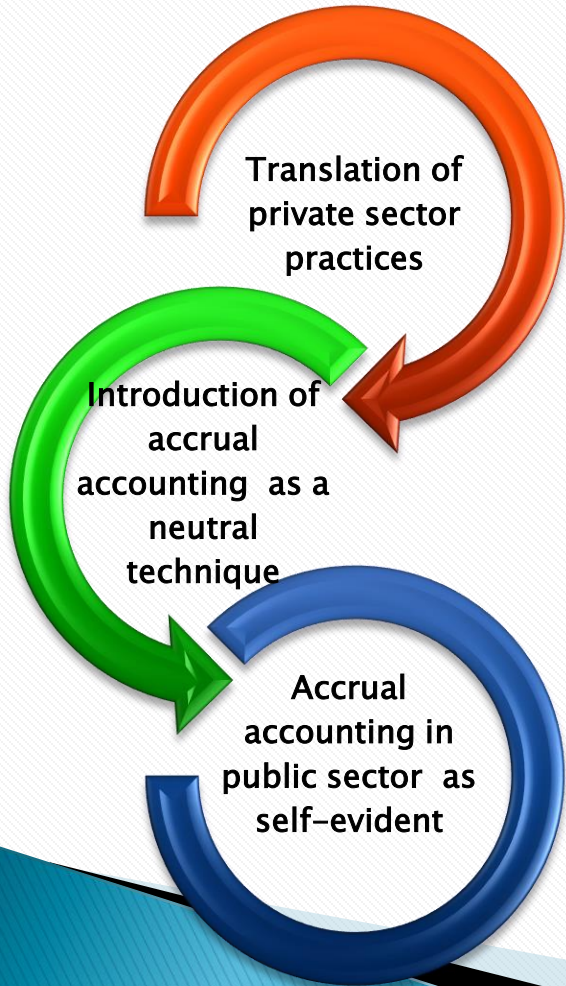 Translation of
private sector
practices
Introduction of
accrual
accounting  as a
neutral
technique
Accrual
accounting in
public sector  as
self-evident